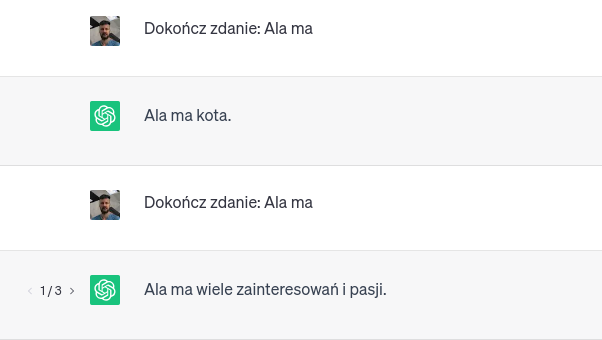 Dokończ zdanie: Ala ma
Ala ma kota.
Dokończ zdanie: Ala ma
< 1 / 3 >
Ala ma wiele zainteresowań i pasji.